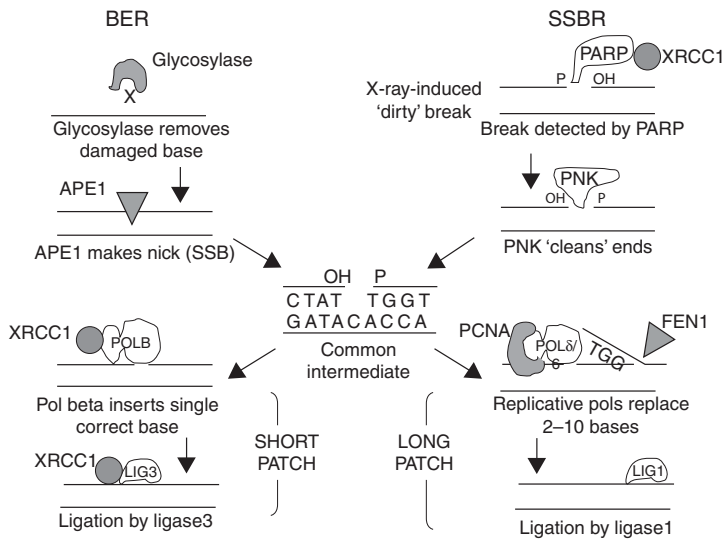 BER
SSBR
Glycosylase
X
Glycosylase removes
damaged base
PARP
XRCC1
P
OH
X-ray-induced
'dirty' break
Break detected by PARP
APE1
APE1 makes nick (SSB)
PNK
OH
P
PNK 'cleans' ends
OH P
CTAT TGGT
GATACACCA
Common
intermediate
XRCC1
POLB
Pol beta inserts single
correct base
PCNA
POLδ/
6
TGG
FEN1
Replicative pols replace
2–10 bases
SHORT
PATCH
LONG
PATCH
XRCC1
LIG3
Ligation by ligase3
LIG1
Ligation by ligase1